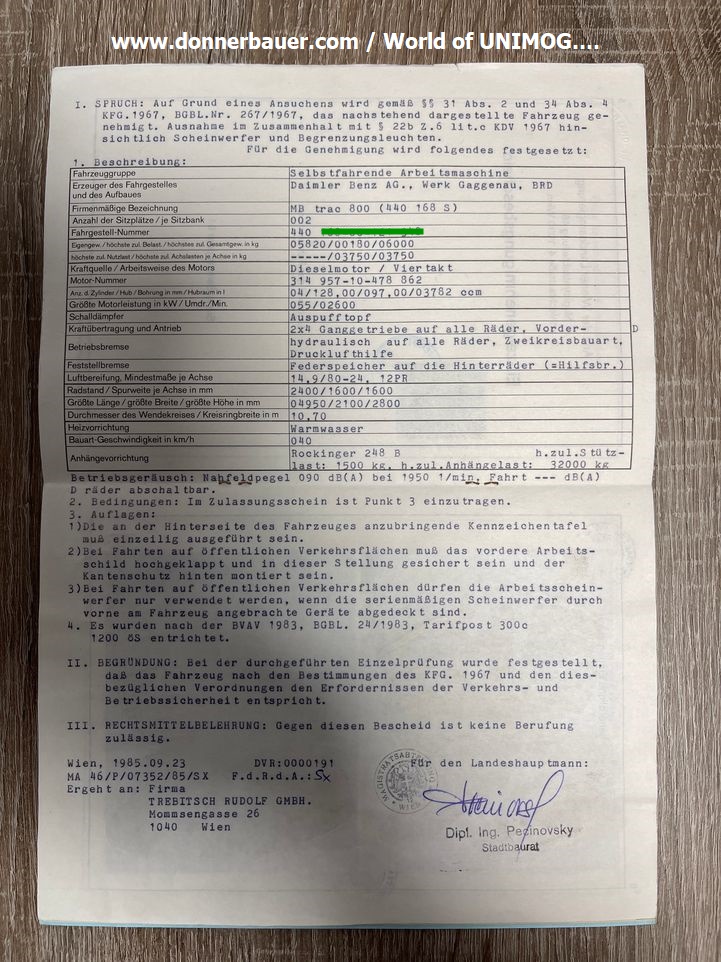 www.donnerbauer.com / World of UNIMOG....
I. SPRUCH: Auf Grund eines Ansuchens wird gemäß §§ 31 Abs. 2 und 34 Abs. 4
KFG.1967, BGBL.Nr. 267/1967, das nachstehend dargestellte Fahrzeug ge-
nehmigt. Ausnahme im Zusammenhalt mit § 22b Z.6 lit.c KDV 1967 hin-
sichtlich Scheinwerfer und Begrenzungsleuchten.
Für die Genehmigung wird folgendes festgesetzt:
1. Beschreibung:
Fahrzeuggruppe Selbstfahrende Arbeitsmaschine
Erzeuger des Fahrgestelles Daimler Benz AG., Werk Gaggenau, BRD
und des Aufbaues
Firmenmäßige Bezeichnung MB trac 800 (440 168 S)
Anzahl der Sitzplätze / je Sitzbank 002
Fahrgestell-Nummer 440
Eigengew. / höchste zul. Belast. / höchstes zul. Gesamtgew. in kg 05820/00180/06000
höchste zul. Nutzlast / höchste zul. Achslasten je Achse in kg -----/03750/03750
Kraftquelle / Arbeitsweise des Motors Dieselmotor / Viertakt
Motor-Nummer 314 957-10-478 862
Anz. d. Zylinder / Hub / Bohrung in mm / Hubraum in l 04/128,00/097,00/03782 ccm
Größte Motorleistung in kW / Umdr./Min. 055/02600
Schalldämpfer Auspufftopf
Kraftübertragung und Antrieb 2x4 Ganggetriebe auf alle Räder, Vorder- D
Betriebsbremse hydraulisch auf alle Räder, Zweikreisbauart,
Drucklufthilfe
Feststellbremse Federspeicher auf die Hinterräder (=Hilfsbr.)
Luftbereifung, Mindestmaße je Achse 14,9/80-24, 12PR
Radstand / Spurweite je Achse in mm 2400/1600/1600
Größte Länge / größte Breite / größte Höhe in mm 04950/2100/2800
Durchmesser des Wendekreises / Kreisringbreite in m 10,70
Heizvorrichtung Warmwasser
Bauart-Geschwindigkeit in km/h 040
Anhängevorrichtung Rockinger 248 B h.zul.Stütz-
last: 1500 kg, h.zul.Anhängelast: 32000 kg
Betriebsgeräusch: Nahfeldpegel 090 dB(A) bei 1950 1/min, Fahrt --- dB(A)
D räder abschaltbar.
2. Bedingungen: Im Zulassungsschein ist Punkt 3 einzutragen.
3. Auflagen:
1)Die an der Hinterseite des Fahrzeuges anzubringende Kennzeichentafel
muß einzeilig ausgeführt sein.
2)Bei Fahrten auf öffentlichen Verkehrsflächen muß das vordere Arbeits-
schild hochgeklappt und in dieser Stellung gesichert sein und der
Kantenschutz hinten montiert sein.
3)Bei Fahrten auf öffentlichen Verkehrsflächen dürfen die Arbeitsschein-
werfer nur verwendet werden, wenn die serienmäßigen Scheinwerfer durch
vorne am Fahrzeug angebrachte Geräte abgedeckt sind.
4. Es wurden nach der BVAV 1983, BGBL. 24/1983, Tarifpost 300c
1200 öS entrichtet.
II. BEGRÜNDUNG: Bei der durchgeführten Einzelprüfung wurde festgestellt,
daß das Fahrzeug nach den Bestimmungen des KFG. 1967 und den dies-
bezüglichen Verordnungen den Erfordernissen der Verkehrs- und
Betriebssicherheit entspricht.
III. RECHTSMITTELBELEHRUNG: Gegen diesen Bescheid ist keine Berufung
zulässig.
Wien, 1985.09.23 DVR:0000191 Für den Landeshauptmann:
MA 46/P/07352/85/SX F.d.R.d.A.: Sx
Ergeht an: Firma
TREBITSCH RUDOLF GMBH.
Mommsengasse 26
1040 Wien
Dipl. Ing. Pecinovsky
Stadtbaurat